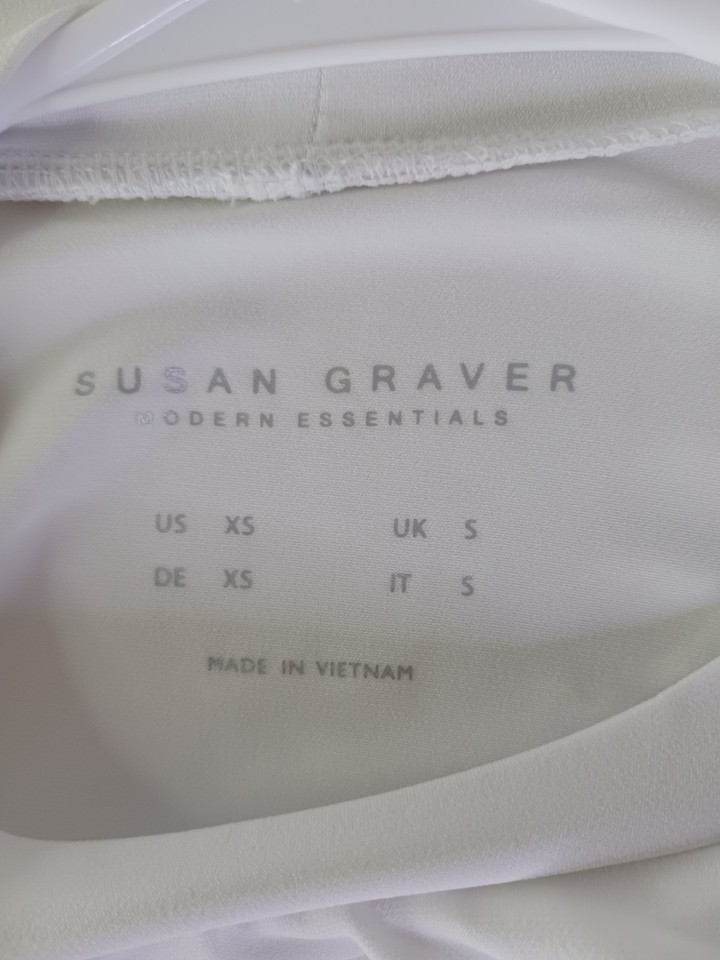 SUSAN GRAVER
MODERN ESSENTIALS
US XS UK S
DE XS IT S
MADE IN VIETNAM